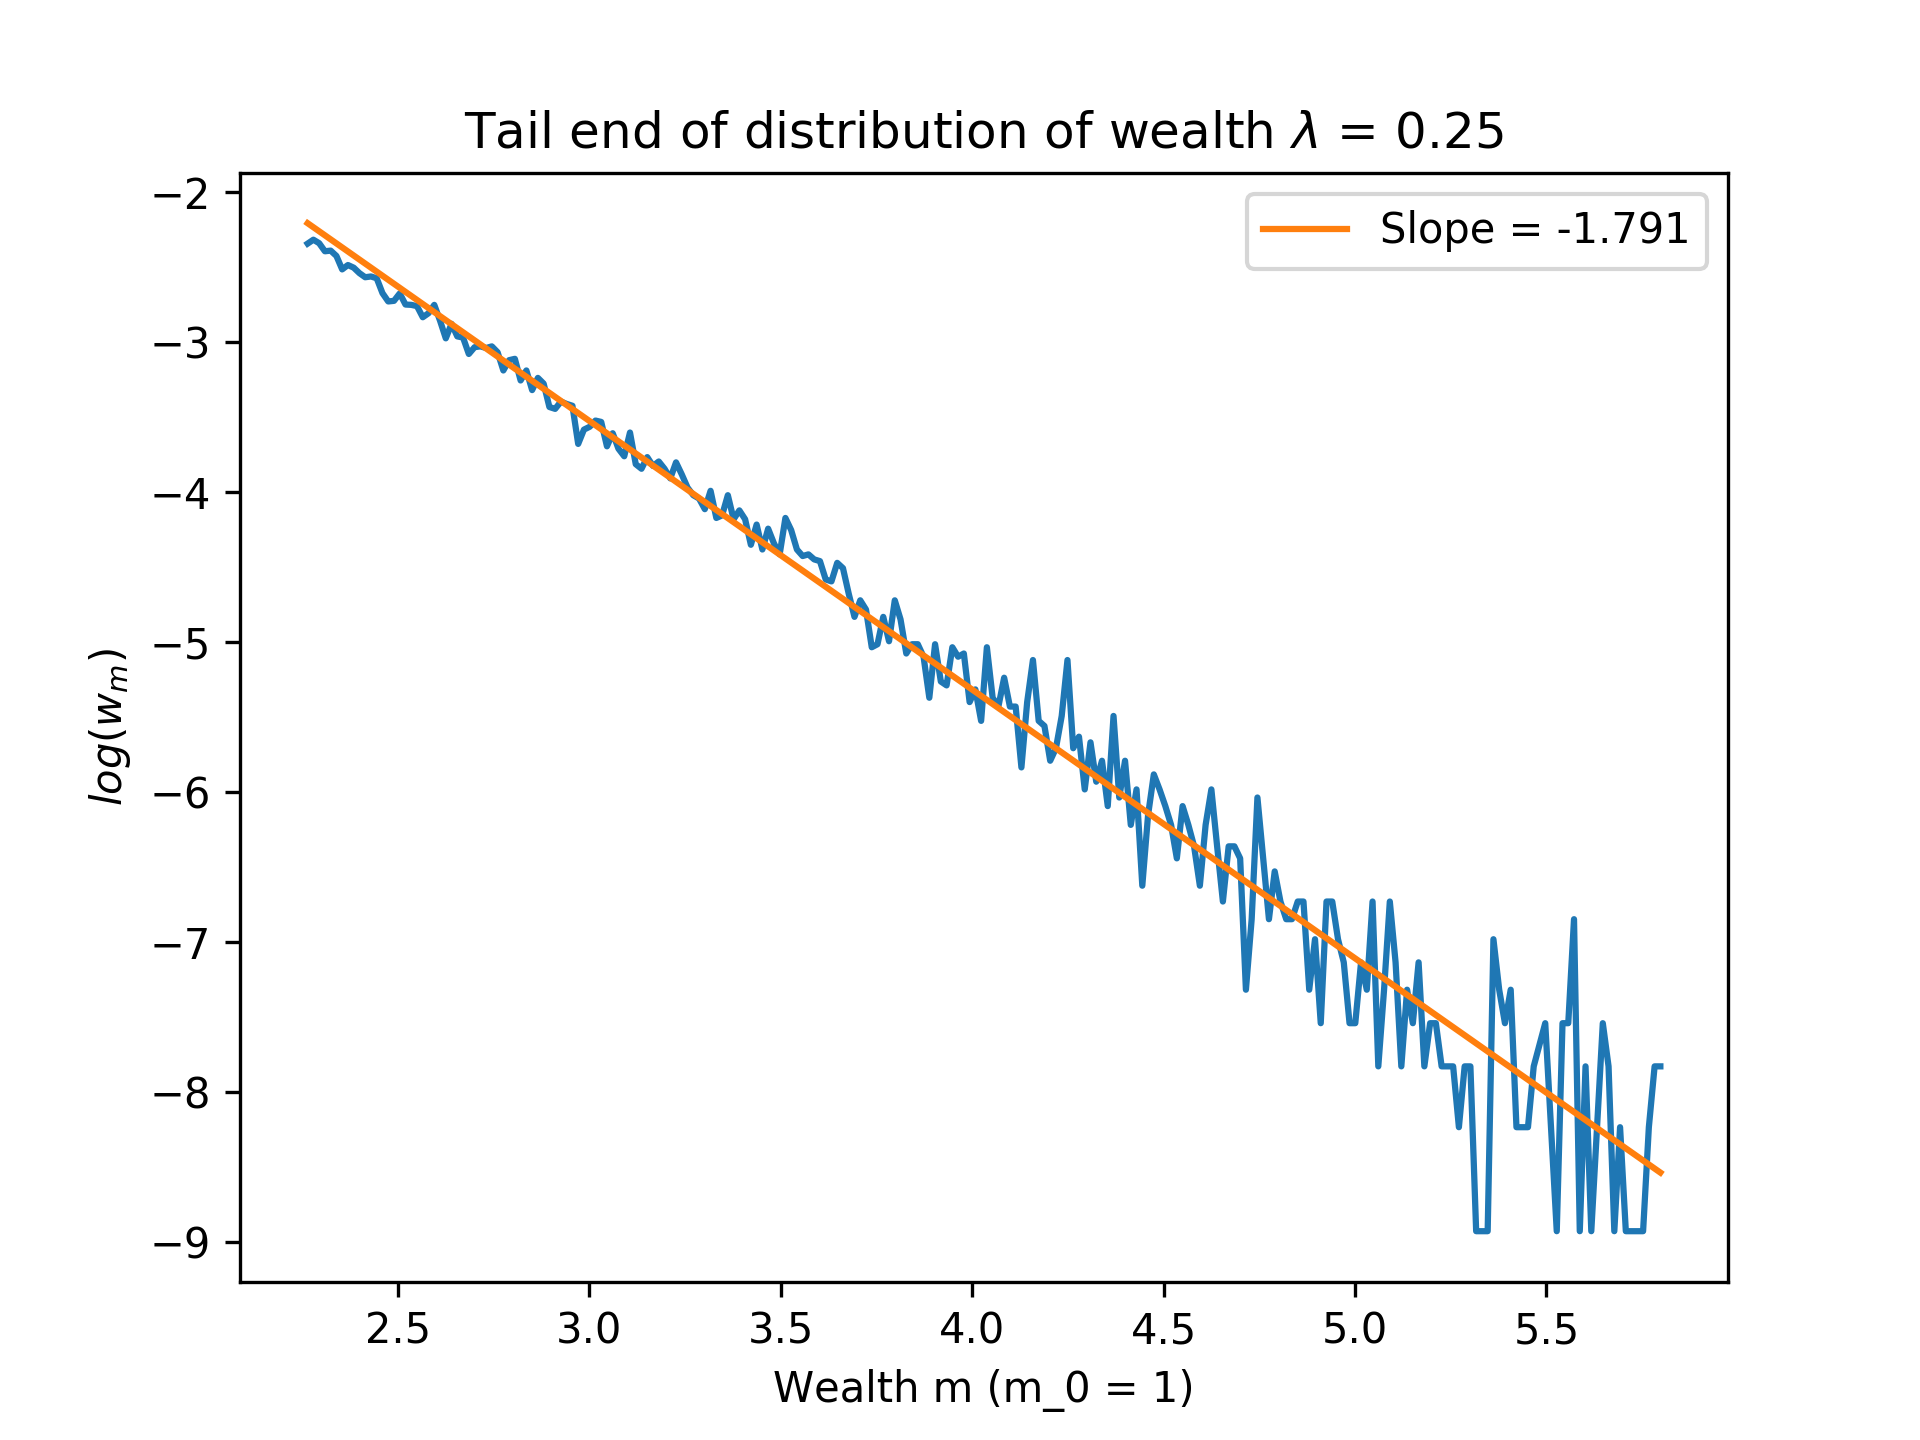 Tail end of distribution of wealth λ = 0.25
Slope = -1.791
log(w_m)
−2
−3
−4
−5
−6
−7
−8
−9
2.5 3.0 3.5 4.0 4.5 5.0 5.5
Wealth m (m_0 = 1)